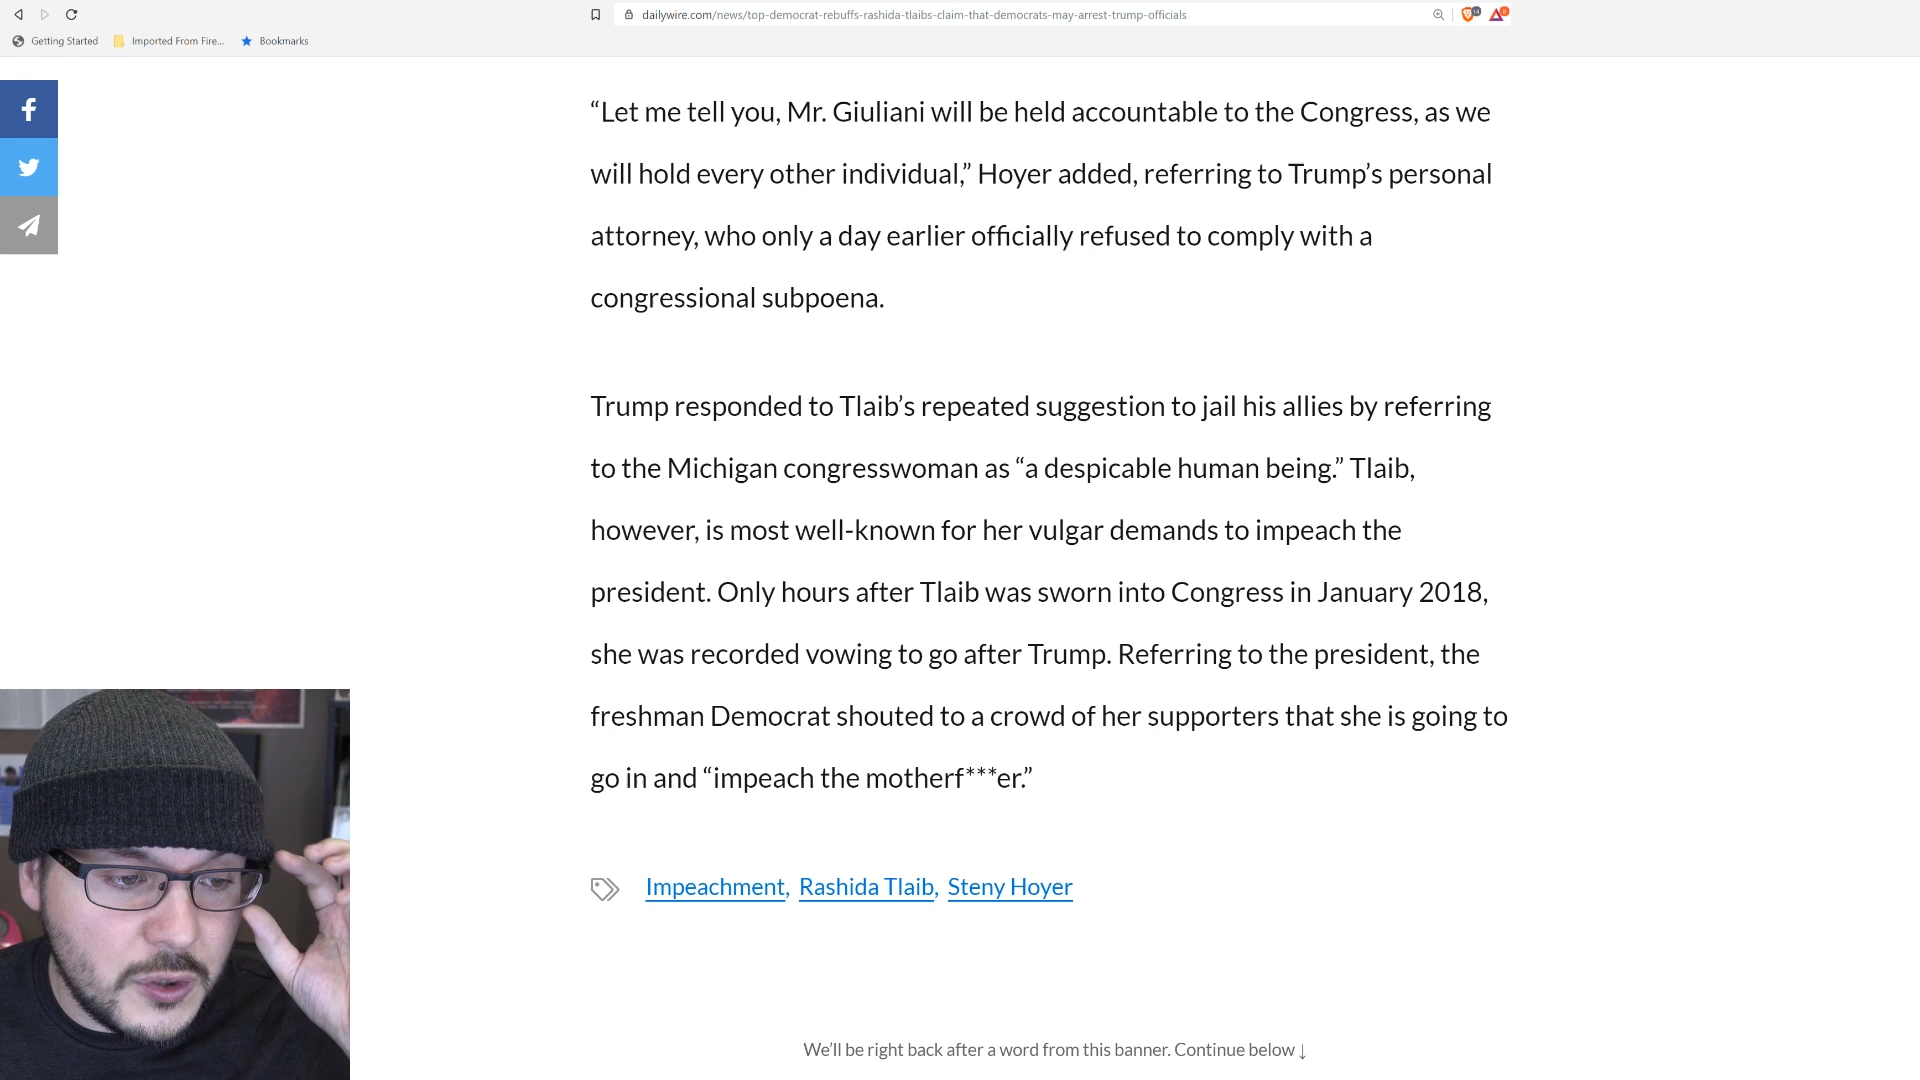 dailywire.com/news/top-democrat-rebuffs-rashida-tlaibs-claim-that-democrats-may-arrest-trump-officials
Getting Started
Imported From Fire...
Bookmarks
“Let me tell you, Mr. Giuliani will be held accountable to the Congress, as we
will hold every other individual,” Hoyer added, referring to Trump’s personal
attorney, who only a day earlier officially refused to comply with a
congressional subpoena.
Trump responded to Tlaib’s repeated suggestion to jail his allies by referring
to the Michigan congresswoman as “a despicable human being.” Tlaib,
however, is most well-known for her vulgar demands to impeach the
president. Only hours after Tlaib was sworn into Congress in January 2018,
she was recorded vowing to go after Trump. Referring to the president, the
freshman Democrat shouted to a crowd of her supporters that she is going to
go in and “impeach the motherf***er.”
Impeachment, Rashida Tlaib, Steny Hoyer
We’ll be right back after a word from this banner. Continue below ↓